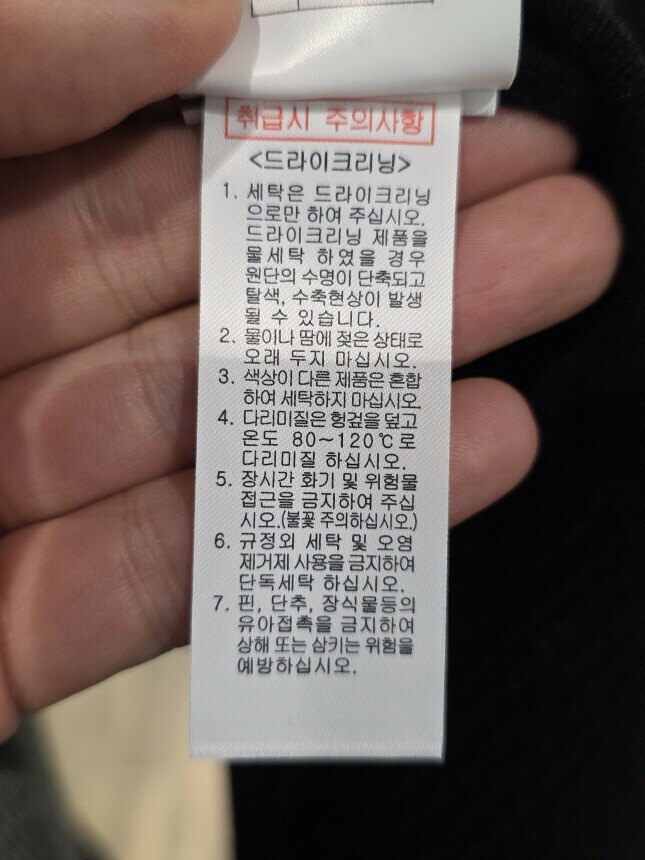 취급시 주의사항
<드라이크리닝>
1. 세탁은 드라이크리닝
으로만 하여 주십시오.
드라이크리닝 제품을
물세탁 하였을 경우
원단의 수명이 단축되고
탈색, 수축현상이 발생
될 수 있습니다.
2. 물이나 땀에 젖은 상태로
오래 두지 마십시오.
3. 색상이 다른 제품은 혼합
하여 세탁하지 마십시오.
4. 다리미질은 헝겊을 덮고
온도 80~120℃로
다리미질 하십시오.
5. 장시간 화기 및 위험물
접근을 금지하여 주십
시오.(불꽃 주의하십시오.)
6. 규정외 세탁 및 오염
제거제 사용을 금지하여
단독세탁 하십시오.
7. 핀, 단추, 장식물등의
유아접촉을 금지하여
상해 또는 삼키는 위험을
예방하십시오.